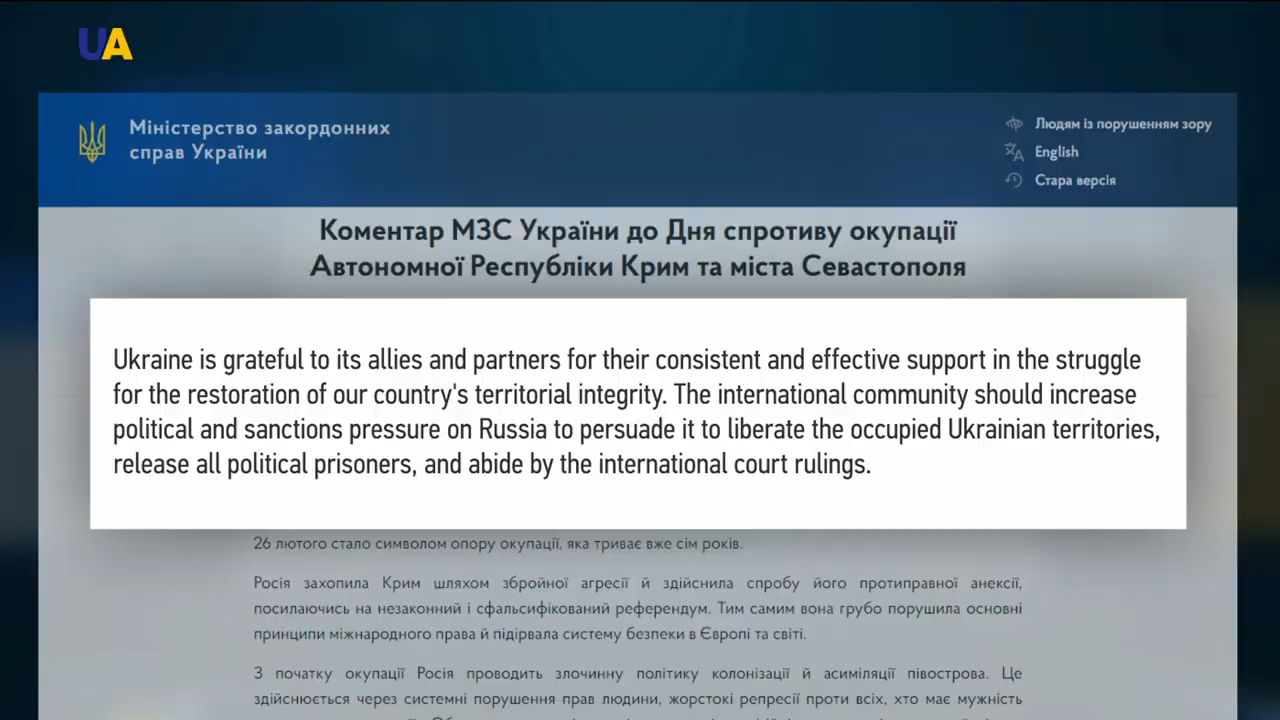 UA
Міністерство закордонних
справ України
Людям із порушенням зору
English
Стара версія
Коментар МЗС України до Дня спротиву окупації
Автономної Республіки Крим та міста Севастополя
Ukraine is grateful to its allies and partners for their consistent and effective support in the struggle
for the restoration of our country's territorial integrity. The international community should increase
political and sanctions pressure on Russia to persuade it to liberate the occupied Ukrainian territories,
release all political prisoners, and abide by the international court rulings.
26 лютого стало символом опору окупації, яка триває вже сім років.
Росія захопила Крим шляхом збройної агресії й здійснила спробу його протиправної анексії,
посилаючись на незаконний і сфальсифікований референдум. Тим самим вона грубо порушила основні
принципи міжнародного права й підірвала систему безпеки в Європі та світі.
З початку окупації Росія проводить злочинну політику колонізації й асиміляції півострова. Це
здійснюється через системні порушення прав людини, жорстокі репресії проти всіх, хто має мужність